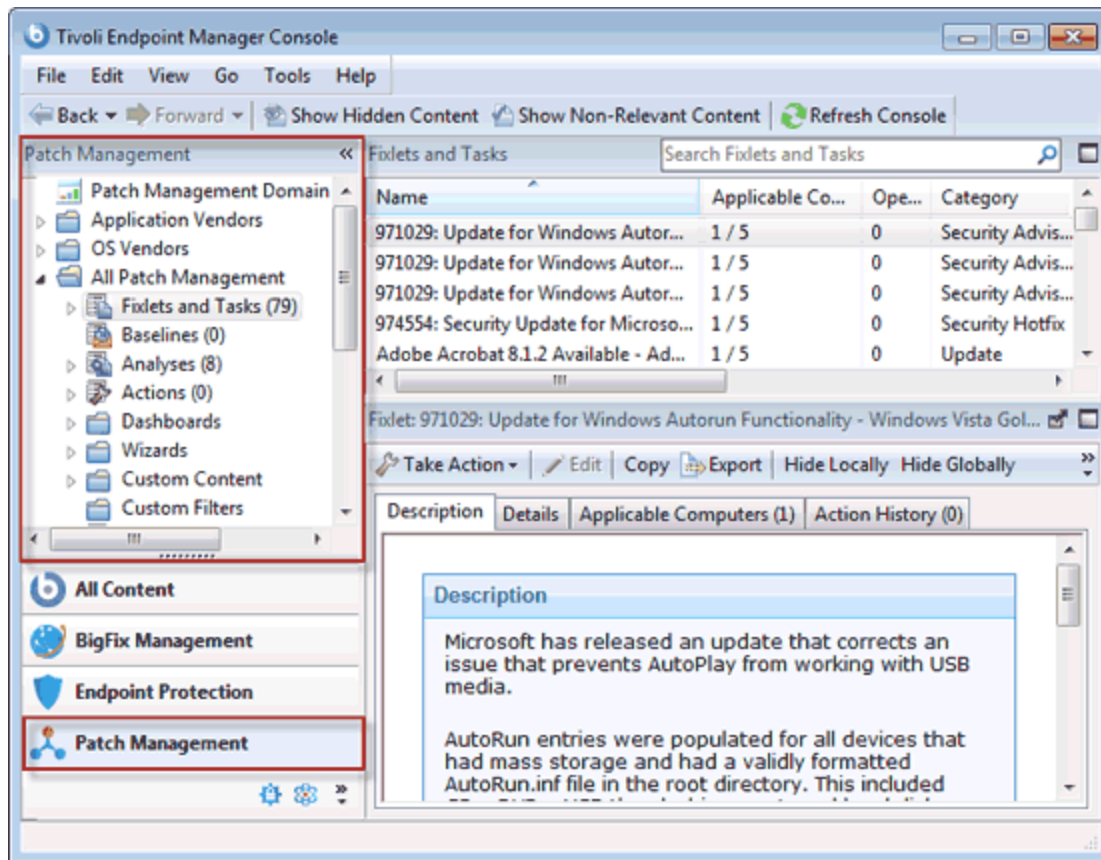 Tivoli Endpoint Manager Console
File Edit View Go Tools Help
Back Forward Show Hidden Content Show Non-Relevant Content Refresh Console
Patch Management
Patch Management Domain
Application Vendors
OS Vendors
All Patch Management
Fixlets and Tasks (79)
Baselines (0)
Analyses (8)
Actions (0)
Dashboards
Wizards
Custom Content
Custom Filters
All Content
BigFix Management
Endpoint Protection
Patch Management
Fixlets and Tasks Search Fixlets and Tasks
Name Applicable Co... Ope... Category
971029: Update for Windows Autor... 1 / 5 0 Security Advis...
971029: Update for Windows Autor... 1 / 5 0 Security Advis...
971029: Update for Windows Autor... 1 / 5 0 Security Advis...
974554: Security Update for Microso... 1 / 5 0 Security Hotfix
Adobe Acrobat 8.1.2 Available - Ad... 1 / 5 0 Update
Fixlet: 971029: Update for Windows Autorun Functionality - Windows Vista Gol...
Take Action Edit Copy Export Hide Locally Hide Globally
Description Details Applicable Computers (1) Action History (0)
Description
Microsoft has released an update that corrects an
issue that prevents AutoPlay from working with USB
media.
AutoRun entries were populated for all devices that
had mass storage and had a validly formatted
AutoRun.inf file in the root directory. This included